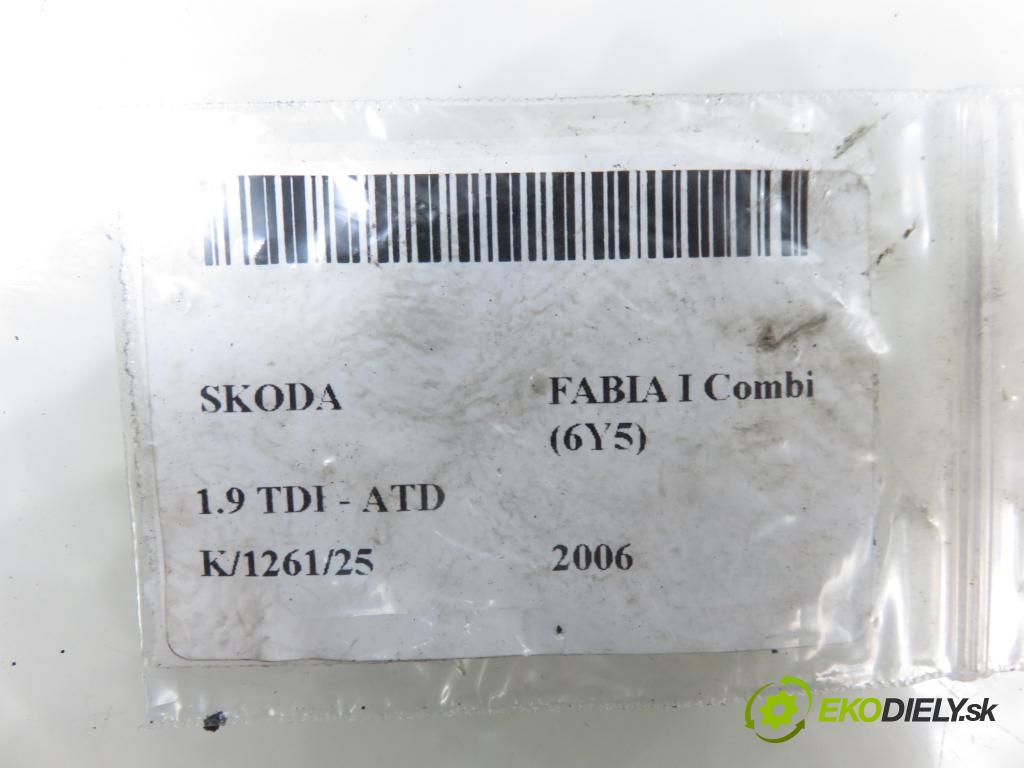 SKODA FABIA I Combi
(6Y5)
1.9 TDI - ATD
K/1261/25 2006
EKODIELY.sk